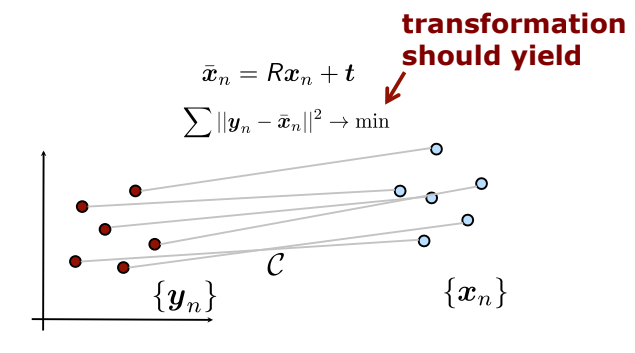 transformation
should yield
x̄ₙ = Rxₙ + t
∑ ||yₙ − x̄ₙ||² → min
C
{yₙ}
{xₙ}